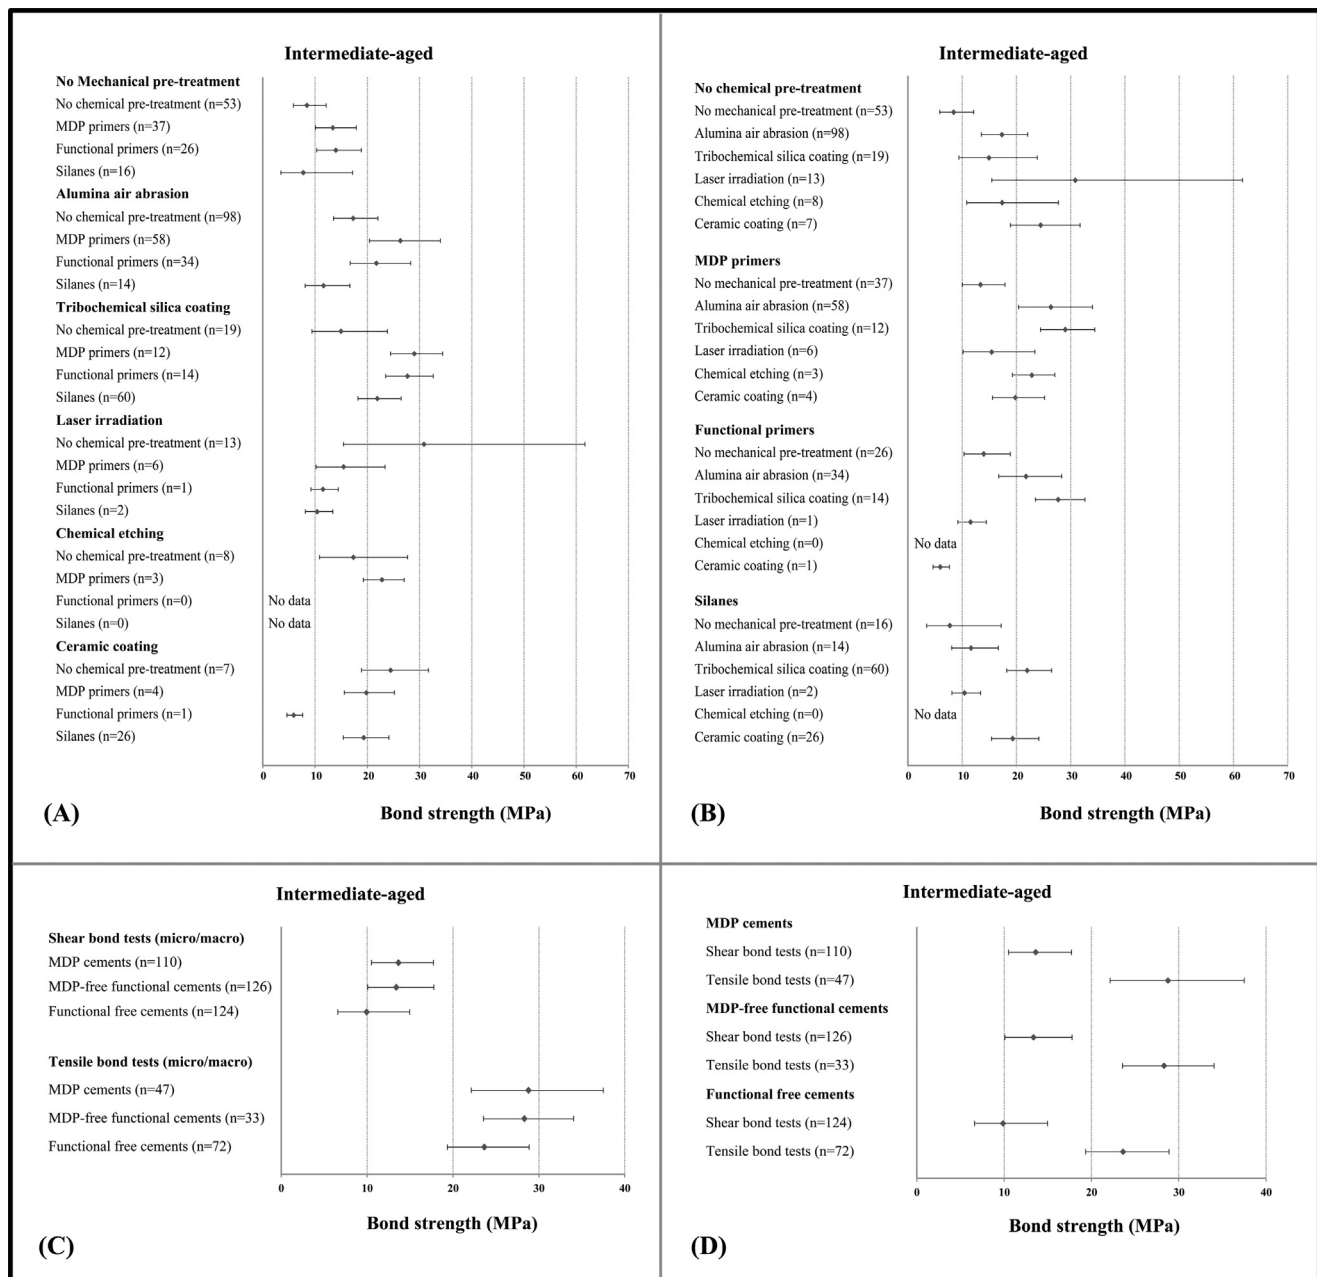 Intermediate-aged
No Mechanical pre-treatment
No chemical pre-treatment (n=53)
MDP primers (n=37)
Functional primers (n=26)
Silanes (n=16)
Alumina air abrasion
No chemical pre-treatment (n=98)
MDP primers (n=58)
Functional primers (n=34)
Silanes (n=14)
Tribochemical silica coating
No chemical pre-treatment (n=19)
MDP primers (n=12)
Functional primers (n=14)
Silanes (n=60)
Laser irradiation
No chemical pre-treatment (n=13)
MDP primers (n=6)
Functional primers (n=1)
Silanes (n=2)
Chemical etching
No chemical pre-treatment (n=8)
MDP primers (n=3)
Functional primers (n=0) No data
Silanes (n=0) No data
Ceramic coating
No chemical pre-treatment (n=7)
MDP primers (n=4)
Functional primers (n=1)
Silanes (n=26)
0 10 20 30 40 50 60 70
(A) Bond strength (MPa)
Intermediate-aged
No chemical pre-treatment
No mechanical pre-treatment (n=53)
Alumina air abrasion (n=98)
Tribochemical silica coating (n=19)
Laser irradiation (n=13)
Chemical etching (n=8)
Ceramic coating (n=7)
MDP primers
No mechanical pre-treatment (n=37)
Alumina air abrasion (n=58)
Tribochemical silica coating (n=12)
Laser irradiation (n=6)
Chemical etching (n=3)
Ceramic coating (n=4)
Functional primers
No mechanical pre-treatment (n=26)
Alumina air abrasion (n=34)
Tribochemical silica coating (n=14)
Laser irradiation (n=1)
Chemical etching (n=0) No data
Ceramic coating (n=1)
Silanes
No mechanical pre-treatment (n=16)
Alumina air abrasion (n=14)
Tribochemical silica coating (n=60)
Laser irradiation (n=2)
Chemical etching (n=0) No data
Ceramic coating (n=26)
0 10 20 30 40 50 60 70
(B) Bond strength (MPa)
Intermediate-aged
Shear bond tests (micro/macro)
MDP cements (n=110)
MDP-free functional cements (n=126)
Functional free cements (n=124)
Tensile bond tests (micro/macro)
MDP cements (n=47)
MDP-free functional cements (n=33)
Functional free cements (n=72)
0 10 20 30 40
Bond strength (MPa)
(C)
Intermediate-aged
MDP cements
Shear bond tests (n=110)
Tensile bond tests (n=47)
MDP-free functional cements
Shear bond tests (n=126)
Tensile bond tests (n=33)
Functional free cements
Shear bond tests (n=124)
Tensile bond tests (n=72)
0 10 20 30 40
Bond strength (MPa)
(D)